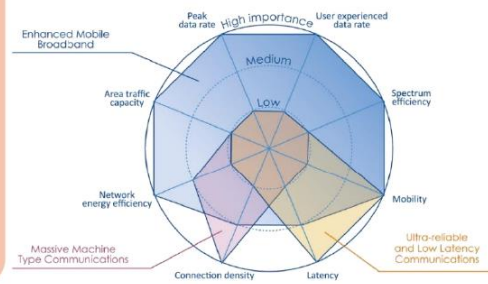 Peak
data rate
High importance
User experienced
data rate
Enhanced Mobile
Broadband
Medium
Area traffic
capacity
Low
Spectrum
efficiency
Network
energy efficiency
Mobility
Massive Machine
Type Communications
Ultra-reliable
and Low Latency
Communications
Connection density
Latency